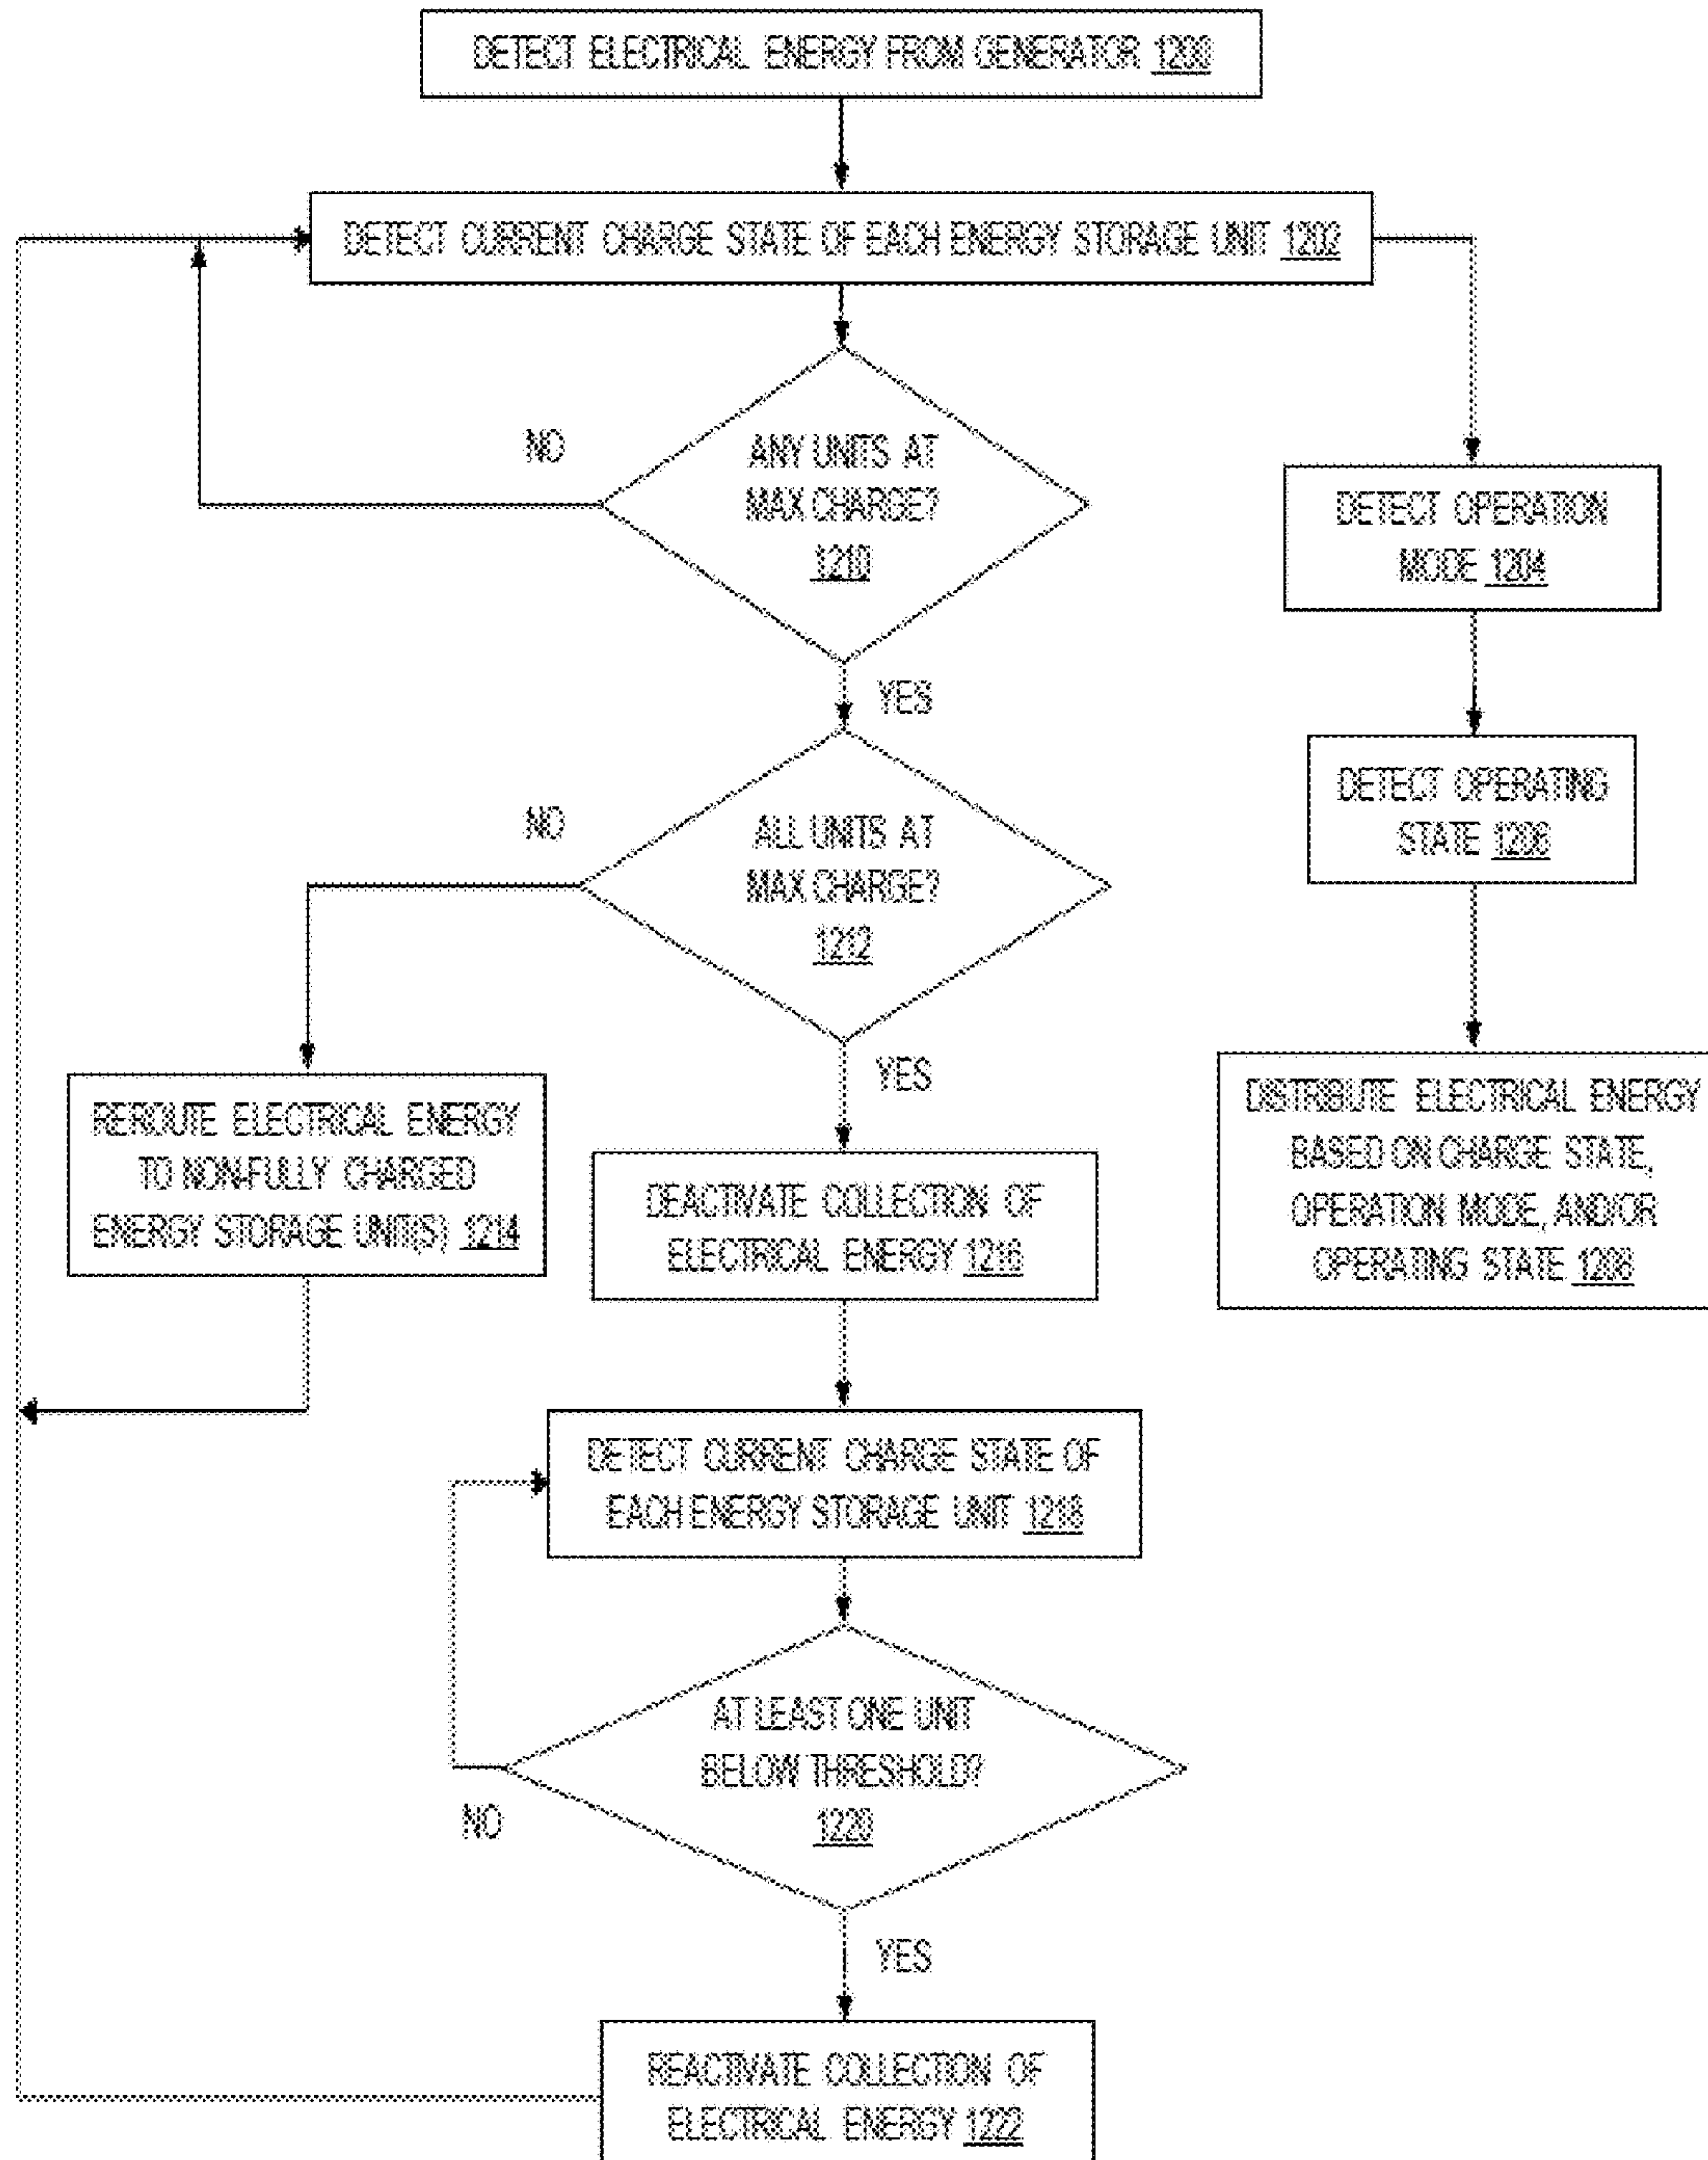 DETECT ELECTRICAL ENERGY FROM GENERATOR 1200
DETECT CURRENT CHARGE STATE OF EACH ENERGY STORAGE UNIT 1202
NO
ANY UNITS AT
MAX CHARGE?
1210
DETECT OPERATION
MODE 1204
YES
NO
ALL UNITS AT
MAX CHARGE?
1212
DETECT OPERATING
STATE 1206
YES
REROUTE ELECTRICAL ENERGY
TO NON-FULLY CHARGED
ENERGY STORAGE UNIT(S) 1214
DEACTIVATE COLLECTION OF
ELECTRICAL ENERGY 1216
DISTRIBUTE ELECTRICAL ENERGY
BASED ON CHARGE STATE,
OPERATION MODE, AND/OR
OPERATING STATE 1208
DETECT CURRENT CHARGE STATE OF
EACH ENERGY STORAGE UNIT 1218
AT LEAST ONE UNIT
BELOW THRESHOLD?
1220
NO
YES
REACTIVATE COLLECTION OF
ELECTRICAL ENERGY 1222